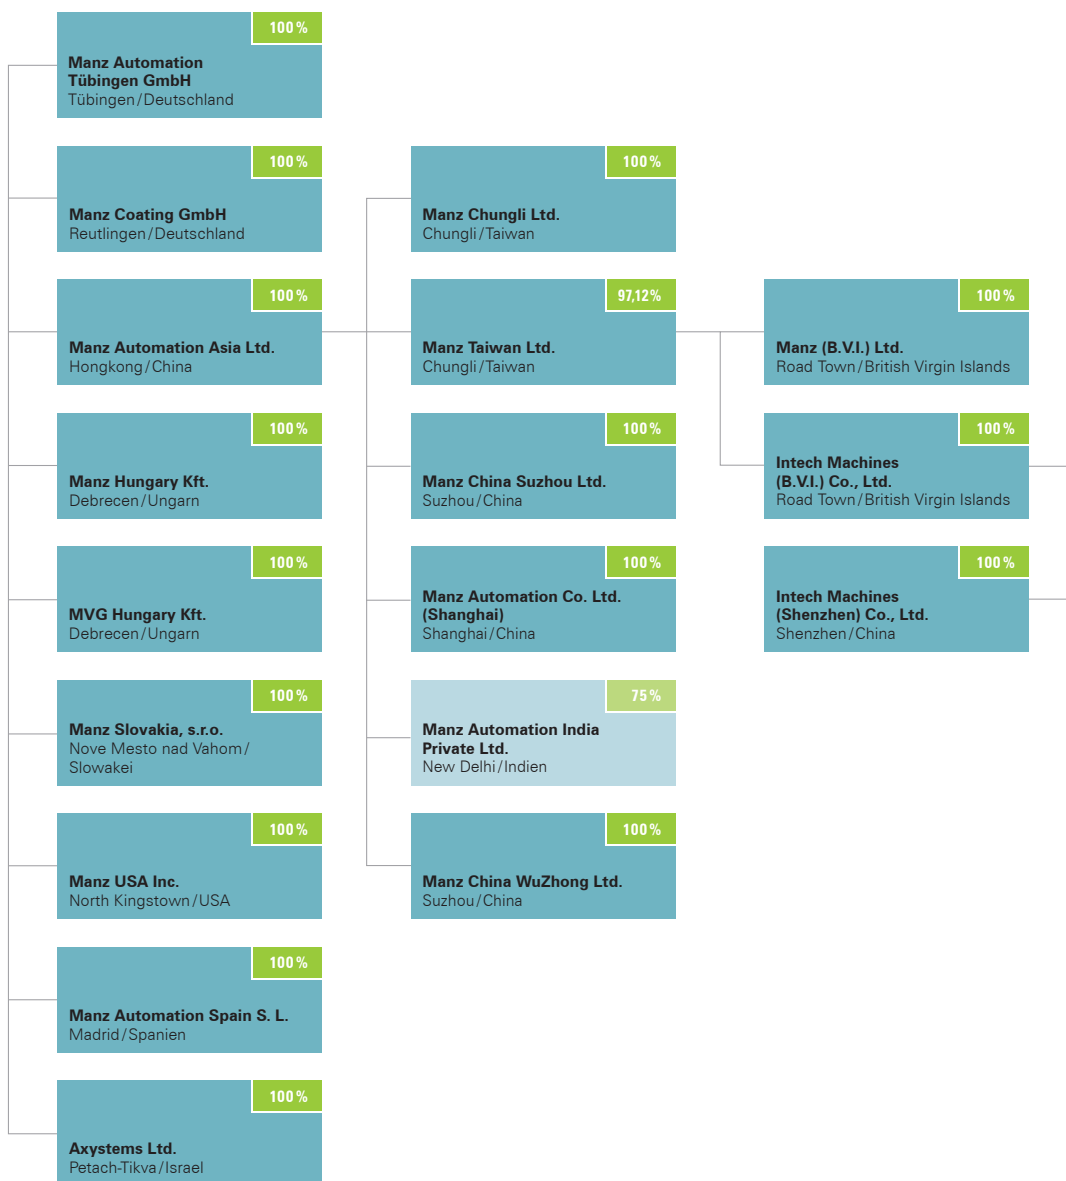 100 %
Manz Automation
Tübingen GmbH
Tübingen / Deutschland
100 %
Manz Coating GmbH
Reutlingen / Deutschland
100 %
Manz Automation Asia Ltd.
Hongkong / China
100 %
Manz Hungary Kft.
Debrecen / Ungarn
100 %
MVG Hungary Kft.
Debrecen / Ungarn
100 %
Manz Slovakia, s.r.o.
Nove Mesto nad Vahom /
Slowakei
100 %
Manz USA Inc.
North Kingstown / USA
100 %
Manz Automation Spain S. L.
Madrid / Spanien
100 %
Axystems Ltd.
Petach-Tikva / Israel
100 %
Manz Chungli Ltd.
Chungli / Taiwan
97,12 %
Manz Taiwan Ltd.
Chungli / Taiwan
100 %
Manz China Suzhou Ltd.
Suzhou / China
100 %
Manz Automation Co. Ltd.
(Shanghai)
Shanghai / China
75 %
Manz Automation India
Private Ltd.
New Delhi / Indien
100 %
Manz China WuZhong Ltd.
Suzhou / China
100 %
Manz (B.V.I.) Ltd.
Road Town / British Virgin Islands
100 %
Intech Machines
(B.V.I.) Co., Ltd.
Road Town / British Virgin Islands
100 %
Intech Machines
(Shenzhen) Co., Ltd.
Shenzhen / China